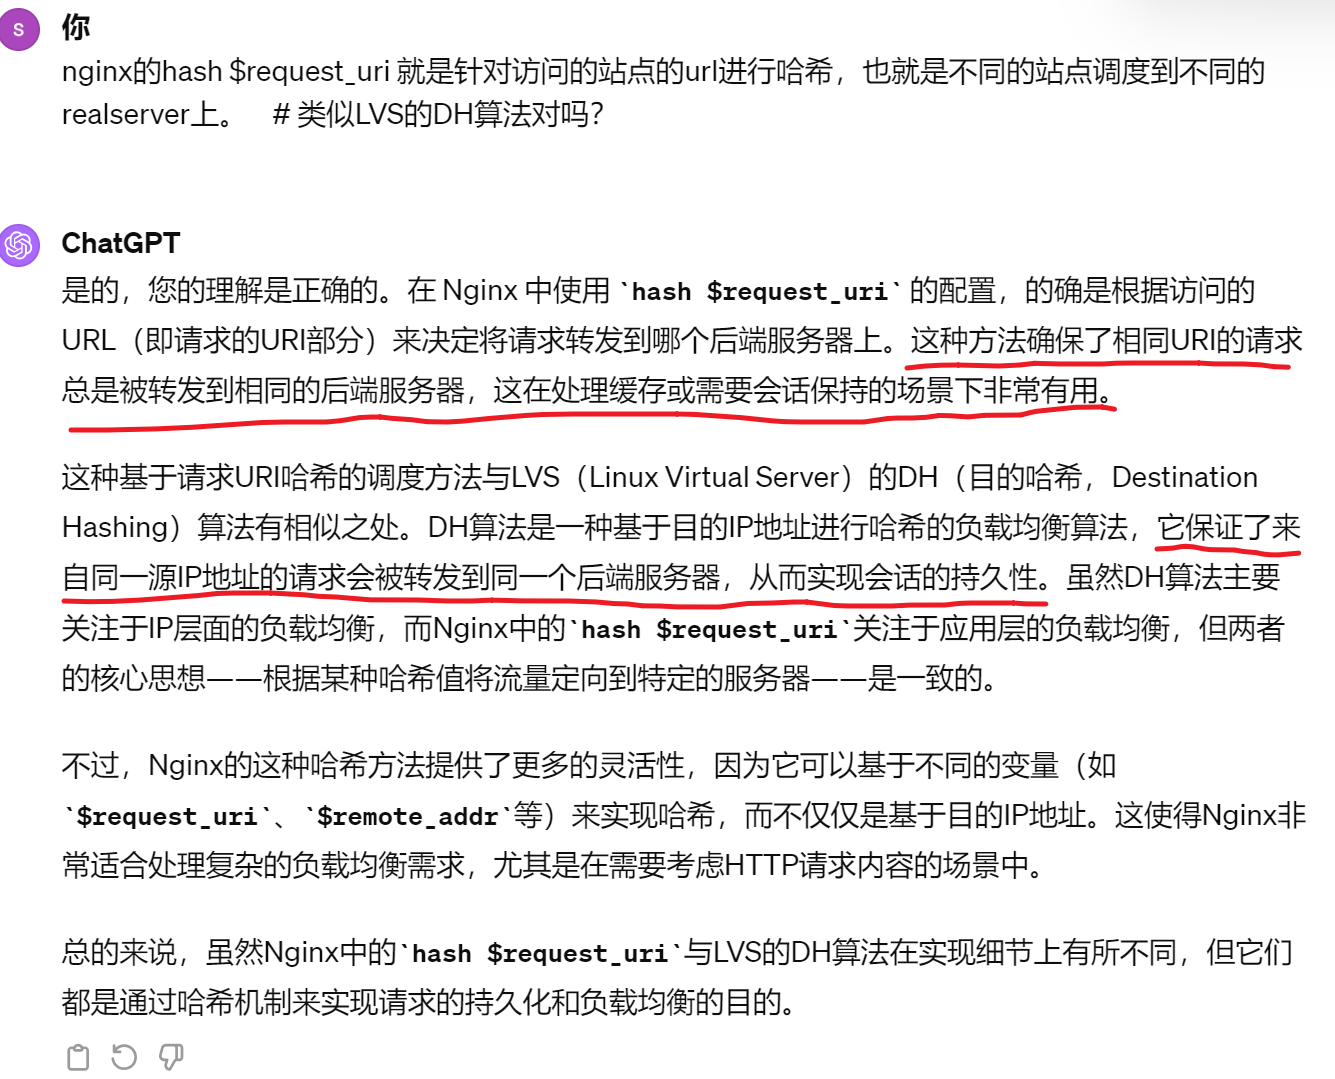 S
你
nginx的hash $request_uri 就是针对访问的站点的url进行哈希，也就是不同的站点调度到不同的
realserver上。 # 类似LVS的DH算法对吗？
ChatGPT
是的，您的理解是正确的。在 Nginx 中使用 `hash $request_uri` 的配置，的确是根据访问的
URL（即请求的URI部分）来决定将请求转发到哪个后端服务器上。这种方法确保了相同URI的请求
总是被转发到相同的后端服务器，这在处理缓存或需要会话保持的场景下非常有用。
这种基于请求URI哈希的调度方法与LVS（Linux Virtual Server）的DH（目的哈希，Destination
Hashing）算法有相似之处。DH算法是一种基于目的IP地址进行哈希的负载均衡算法，它保证了来
自同一源IP地址的请求会被转发到同一个后端服务器，从而实现会话的持久性。虽然DH算法主要
关注于IP层面的负载均衡，而Nginx中的`hash $request_uri`关注于应用层的负载均衡，但两者
的核心思想——根据某种哈希值将流量定向到特定的服务器——是一致的。
不过，Nginx的这种哈希方法提供了更多的灵活性，因为它可以基于不同的变量（如
`$request_uri`、`$remote_addr`等）来实现哈希，而不仅仅是基于目的IP地址。这使得Nginx非
常适合处理复杂的负载均衡需求，尤其是在需要考虑HTTP请求内容的场景中。
总的来说，虽然Nginx中的`hash $request_uri`与LVS的DH算法在实现细节上有所不同，但它们
都是通过哈希机制来实现请求的持久化和负载均衡的目的。